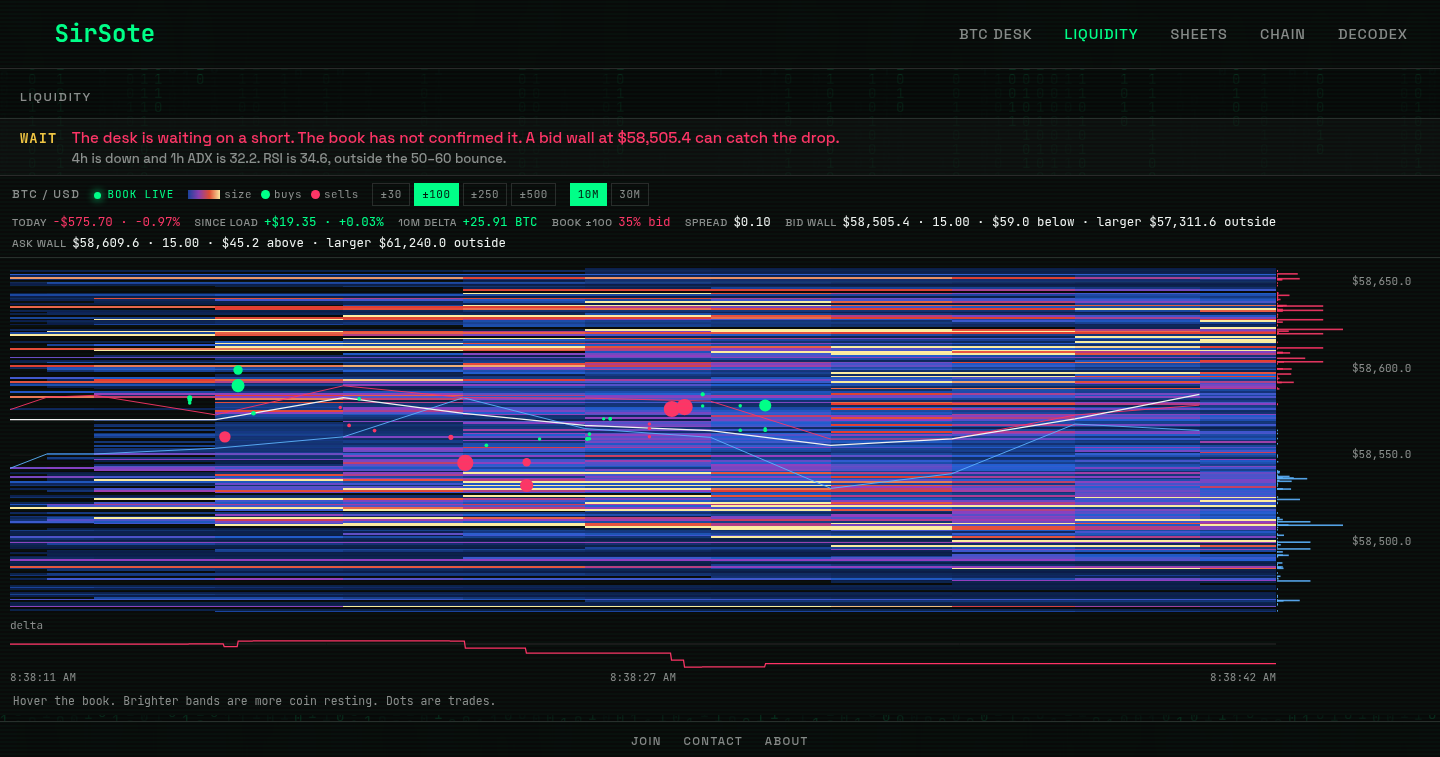 SirSote
BTC DESK LIQUIDITY SHEETS CHAIN DECODEX
LIQUIDITY
WAIT The desk is waiting on a short. The book has not confirmed it. A bid wall at $58,505.4 can catch the drop.
4h is down and 1h ADX is 32.2. RSI is 34.6, outside the 50–60 bounce.
BTC / USD BOOK LIVE size buys sells ±30 ±100 ±250 ±500 10M 30M
TODAY -$575.70 · -0.97% SINCE LOAD +$19.35 · +0.03% 10M DELTA +25.91 BTC BOOK ±100 35% bid SPREAD $0.10 BID WALL $58,505.4 · 15.00 · $59.0 below · larger $57,311.6 outside
ASK WALL $58,609.6 · 15.00 · $45.2 above · larger $61,240.0 outside
$58,650.0
$58,600.0
$58,550.0
$58,500.0
delta
8:38:11 AM 8:38:27 AM 8:38:42 AM
Hover the book. Brighter bands are more coin resting. Dots are trades.
JOIN CONTACT ABOUT